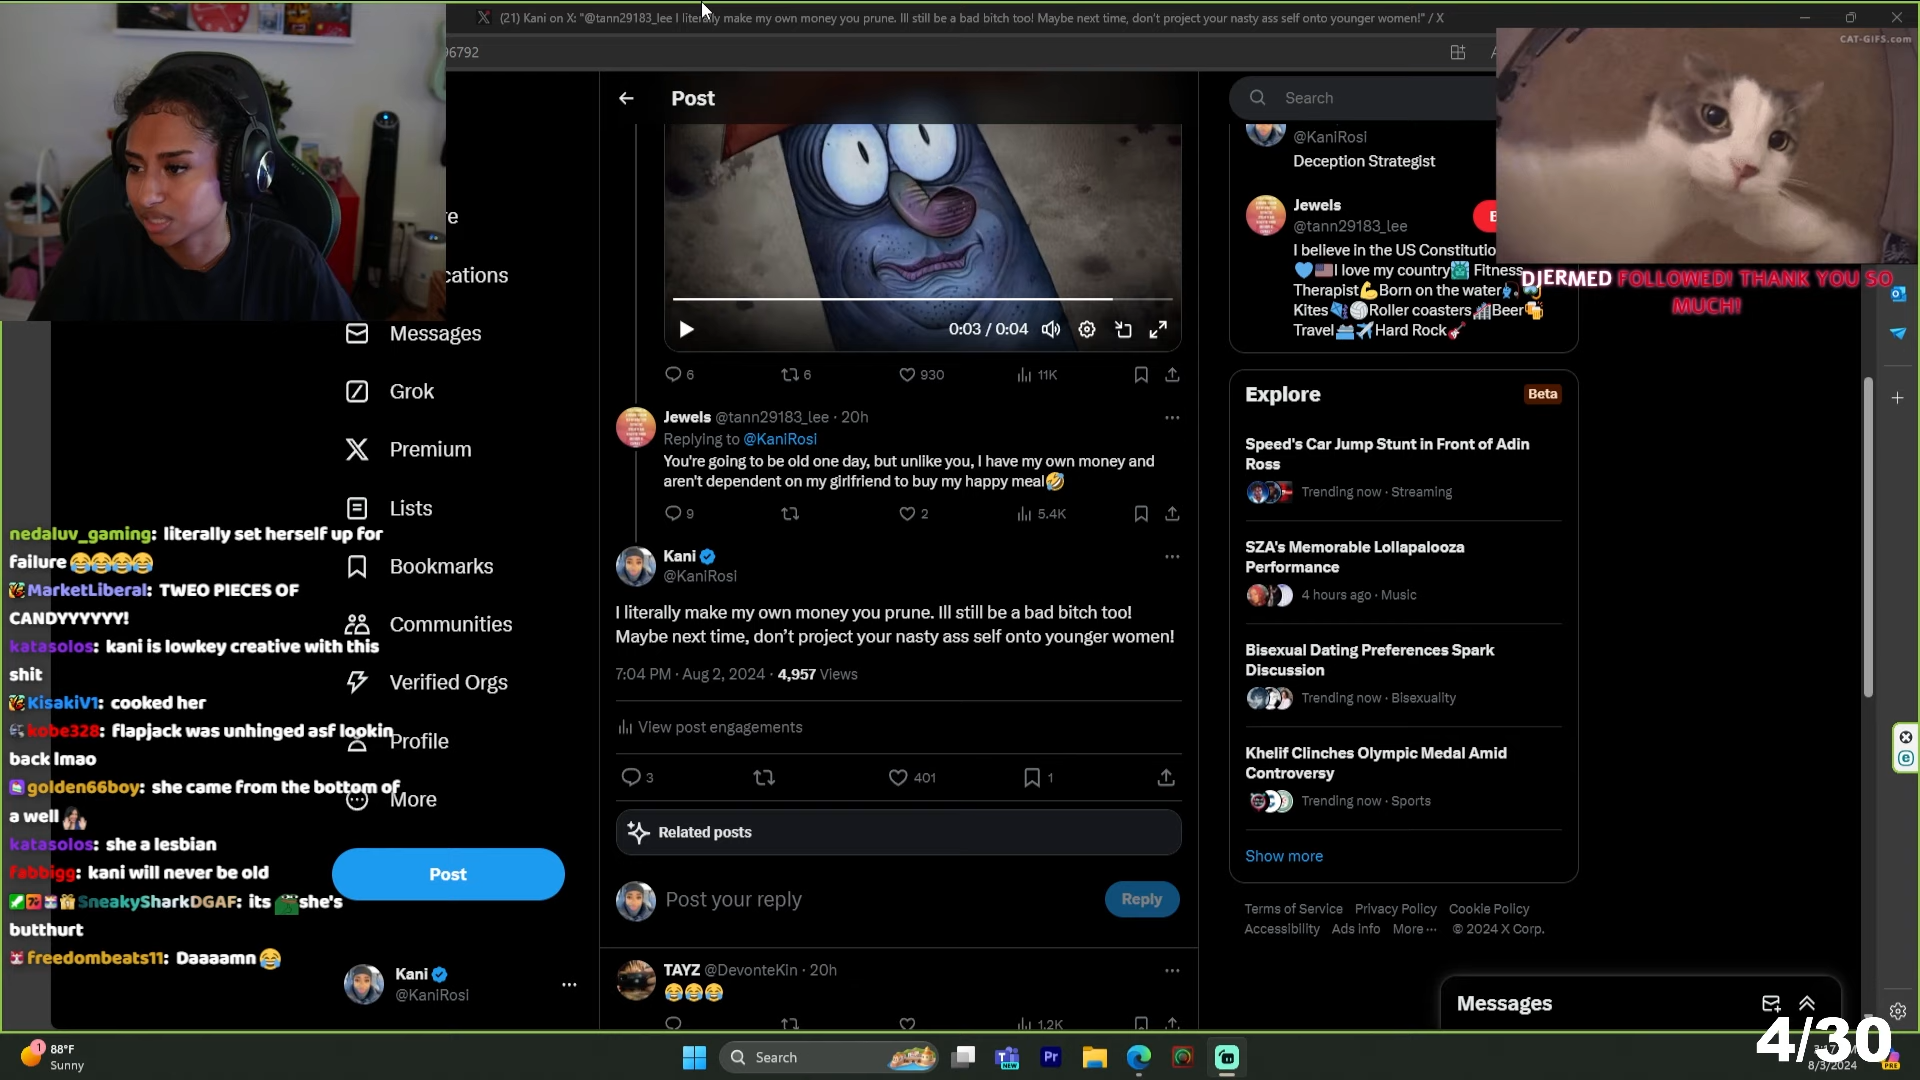 (21) Kani on X: "@tann29183_lee I literally make my own money you prune. Ill still be a bad bitch too! Maybe next time, don't project your nasty ass self onto younger women!" / X
96792
CAT-GIFS.com
Post
Search
@KaniRosi
Deception Strategist
Jewels
@tann29183_lee
I believe in the US Constitutio
I love my country Fitness
Therapist Born on the water
Kites Roller coasters Beer
Travel Hard Rock
DJERMED FOLLOWED! THANK YOU SO
MUCH!
0:03 / 0:04
6 6 930 11K
Jewels @tann29183_lee · 20h
Replying to @KaniRosi
You're going to be old one day, but unlike you, I have my own money and
aren't dependent on my girlfriend to buy my happy meal🤣
9 2 5.4K
Kani
@KaniRosi
I literally make my own money you prune. Ill still be a bad bitch too!
Maybe next time, don’t project your nasty ass self onto younger women!
7:04 PM · Aug 2, 2024 · 4,957 Views
View post engagements
3 401 1
Related posts
Post your reply
Reply
TAYZ @DevonteKin · 20h
😂😂😂
1.2K
re
cations
Messages
Grok
Premium
Lists
Bookmarks
Communities
Verified Orgs
Profile
More
Post
Kani
@KaniRosi
nedaluv_gaming: literally set herself up for
failure 😂😂😂😂
MarketLiberal: TWEO PIECES OF
CANDYYYYYY!
katasolos: kani is lowkey creative with this
shit
KisakiV1: cooked her
kobe328: flapjack was unhinged asf lookin
back lmao
golden66boy: she came from the bottom of
a well
katasolos: she a lesbian
fabbigg: kani will never be old
SneakySharkDGAF: its she's
butthurt
freedombeats11: Daaaamn 😂
Explore
Beta
Speed's Car Jump Stunt in Front of Adin
Ross
Trending now · Streaming
SZA's Memorable Lollapalooza
Performance
4 hours ago · Music
Bisexual Dating Preferences Spark
Discussion
Trending now · Bisexuality
Khelif Clinches Olympic Medal Amid
Controversy
Trending now · Sports
Show more
Terms of Service Privacy Policy Cookie Policy
Accessibility Ads info More ··· © 2024 X Corp.
Messages
4/30
1
88°F
Sunny
Search
NEW
Pr
8/3/2024
PRE